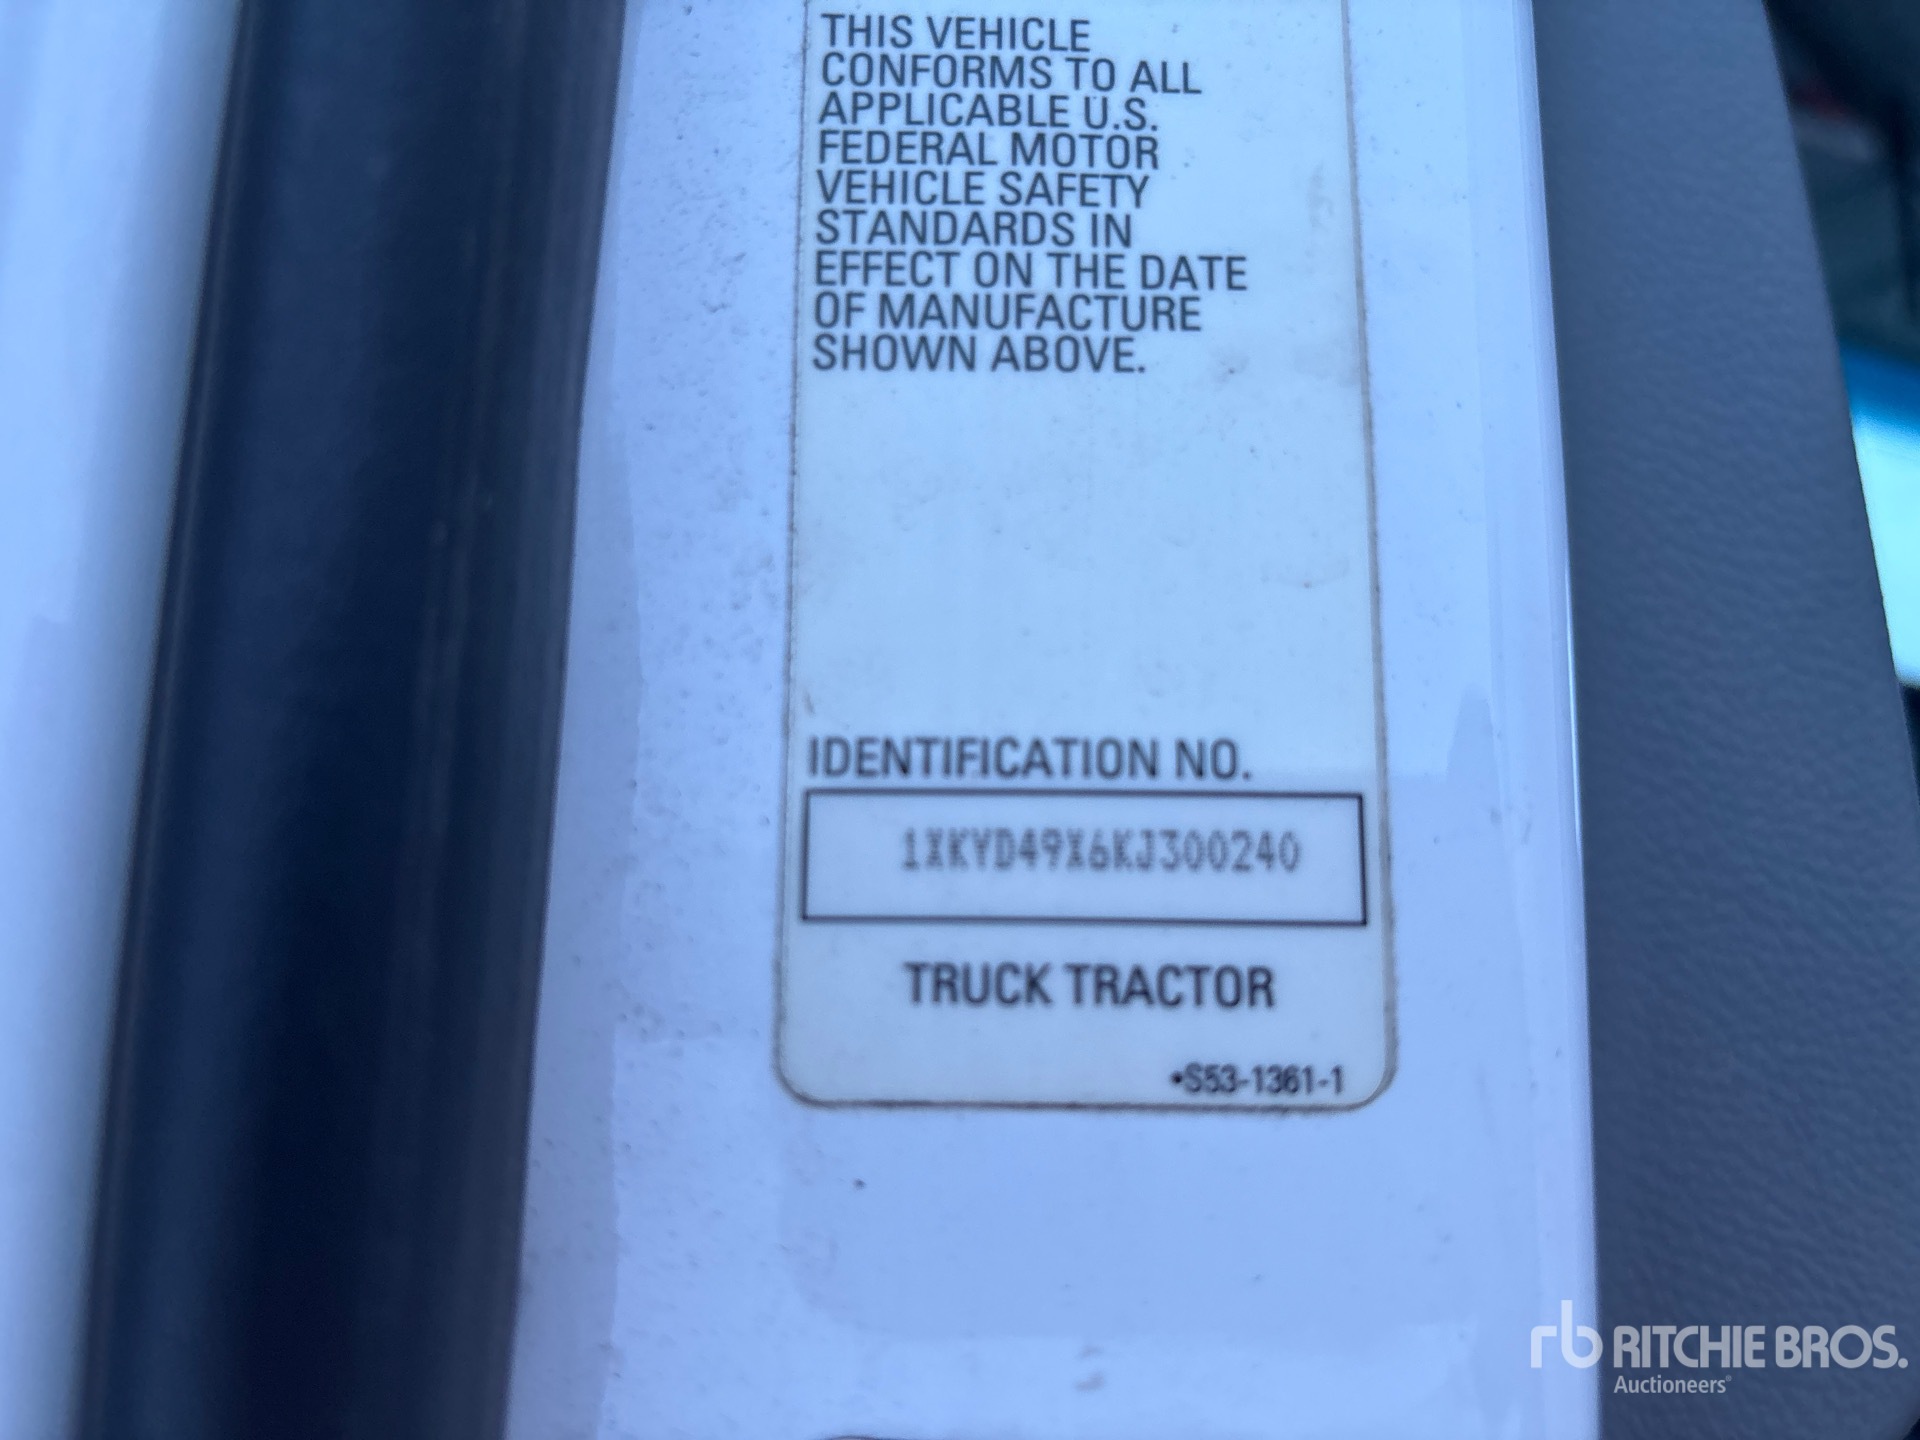 THIS VEHICLE
CONFORMS TO ALL
APPLICABLE U.S.
FEDERAL MOTOR
VEHICLE SAFETY
STANDARDS IN
EFFECT ON THE DATE
OF MANUFACTURE
SHOWN ABOVE.
IDENTIFICATION NO.
1XKYD49X6KJ300240
TRUCK TRACTOR
•S53-1361-1
rb RITCHIE BROS.
Auctioneers®